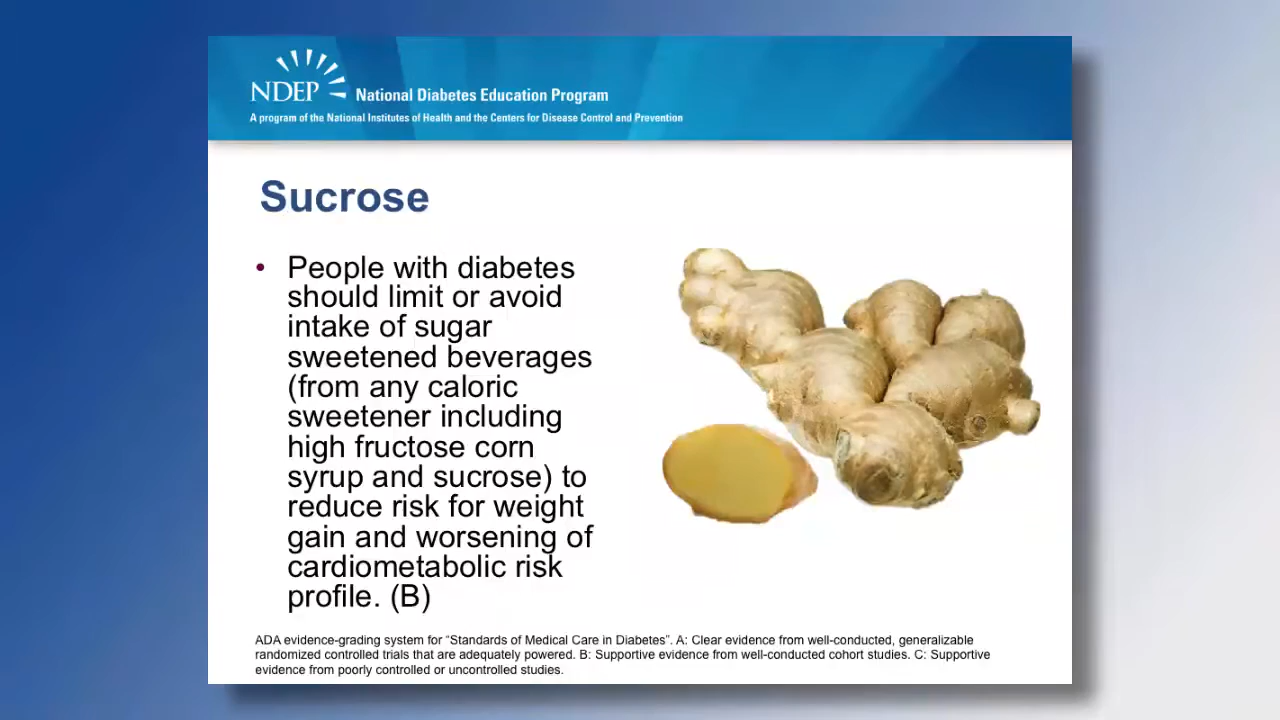 NDEP National Diabetes Education Program
A program of the National Institutes of Health and the Centers for Disease Control and Prevention
Sucrose
• People with diabetes
should limit or avoid
intake of sugar
sweetened beverages
(from any caloric
sweetener including
high fructose corn
syrup and sucrose) to
reduce risk for weight
gain and worsening of
cardiometabolic risk
profile. (B)
ADA evidence-grading system for “Standards of Medical Care in Diabetes”. A: Clear evidence from well-conducted, generalizable
randomized controlled trials that are adequately powered. B: Supportive evidence from well-conducted cohort studies. C: Supportive
evidence from poorly controlled or uncontrolled studies.